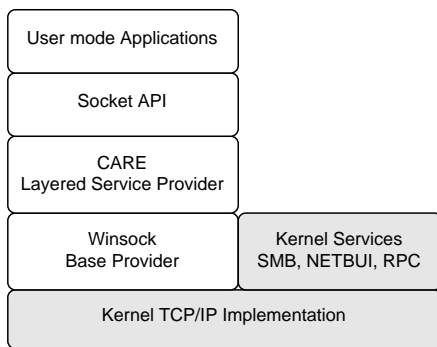 User mode Applications
Socket API
CARE
Layered Service Provider
Winsock
Base Provider
Kernel Services
SMB, NETBUI, RPC
Kernel TCP/IP Implementation